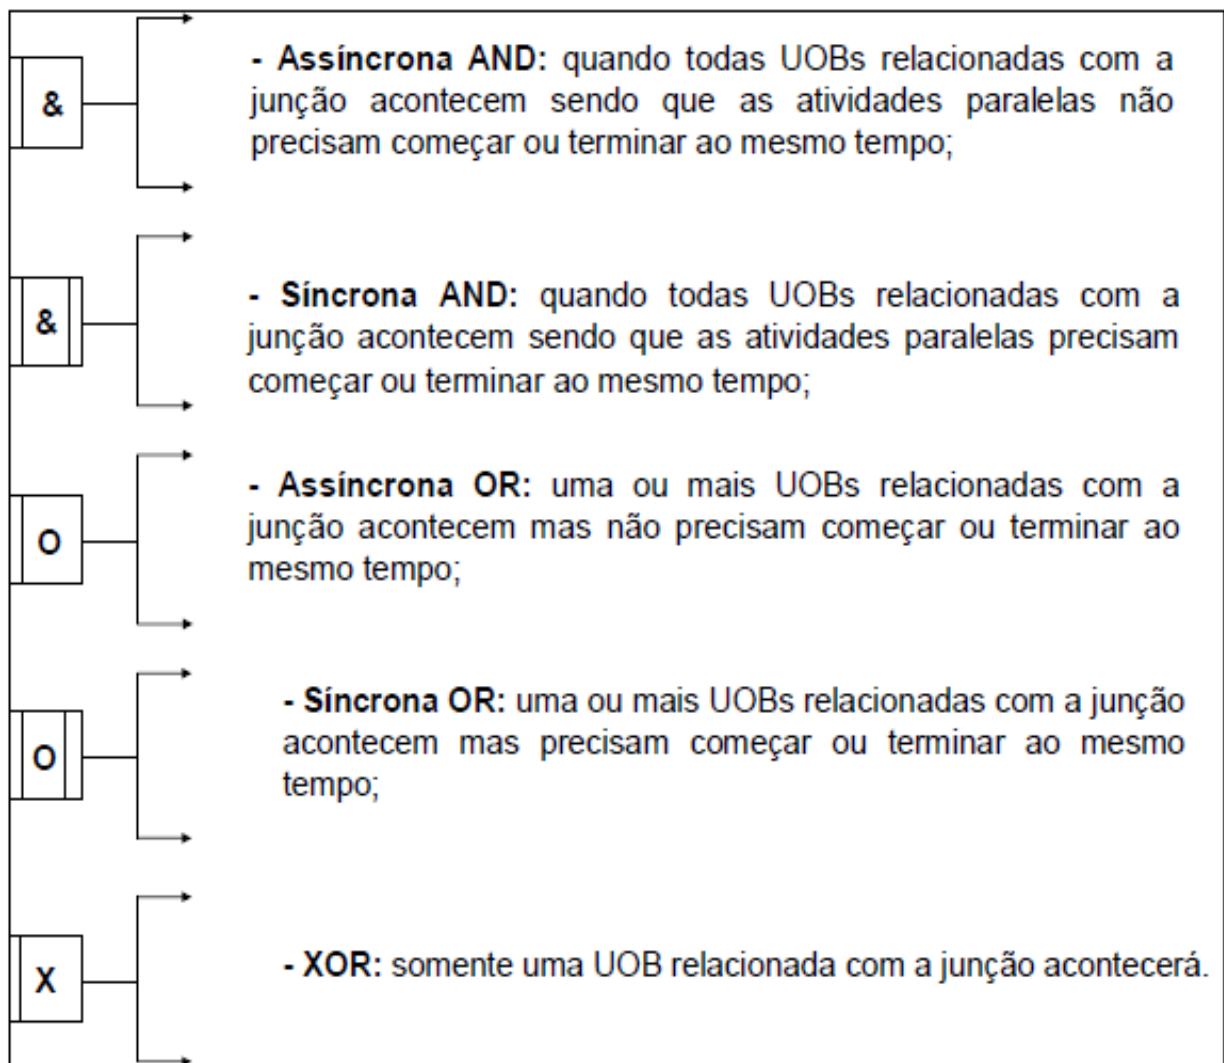 &
- Assíncrona AND: quando todas UOBs relacionadas com a
junção acontecem sendo que as atividades paralelas não
precisam começar ou terminar ao mesmo tempo;
&
- Síncrona AND: quando todas UOBs relacionadas com a
junção acontecem sendo que as atividades paralelas precisam
começar ou terminar ao mesmo tempo;
O
- Assíncrona OR: uma ou mais UOBs relacionadas com a
junção acontecem mas não precisam começar ou terminar ao
mesmo tempo;
O
- Síncrona OR: uma ou mais UOBs relacionadas com a junção
acontecem mas precisam começar ou terminar ao mesmo
tempo;
X
- XOR: somente uma UOB relacionada com a junção acontecerá.